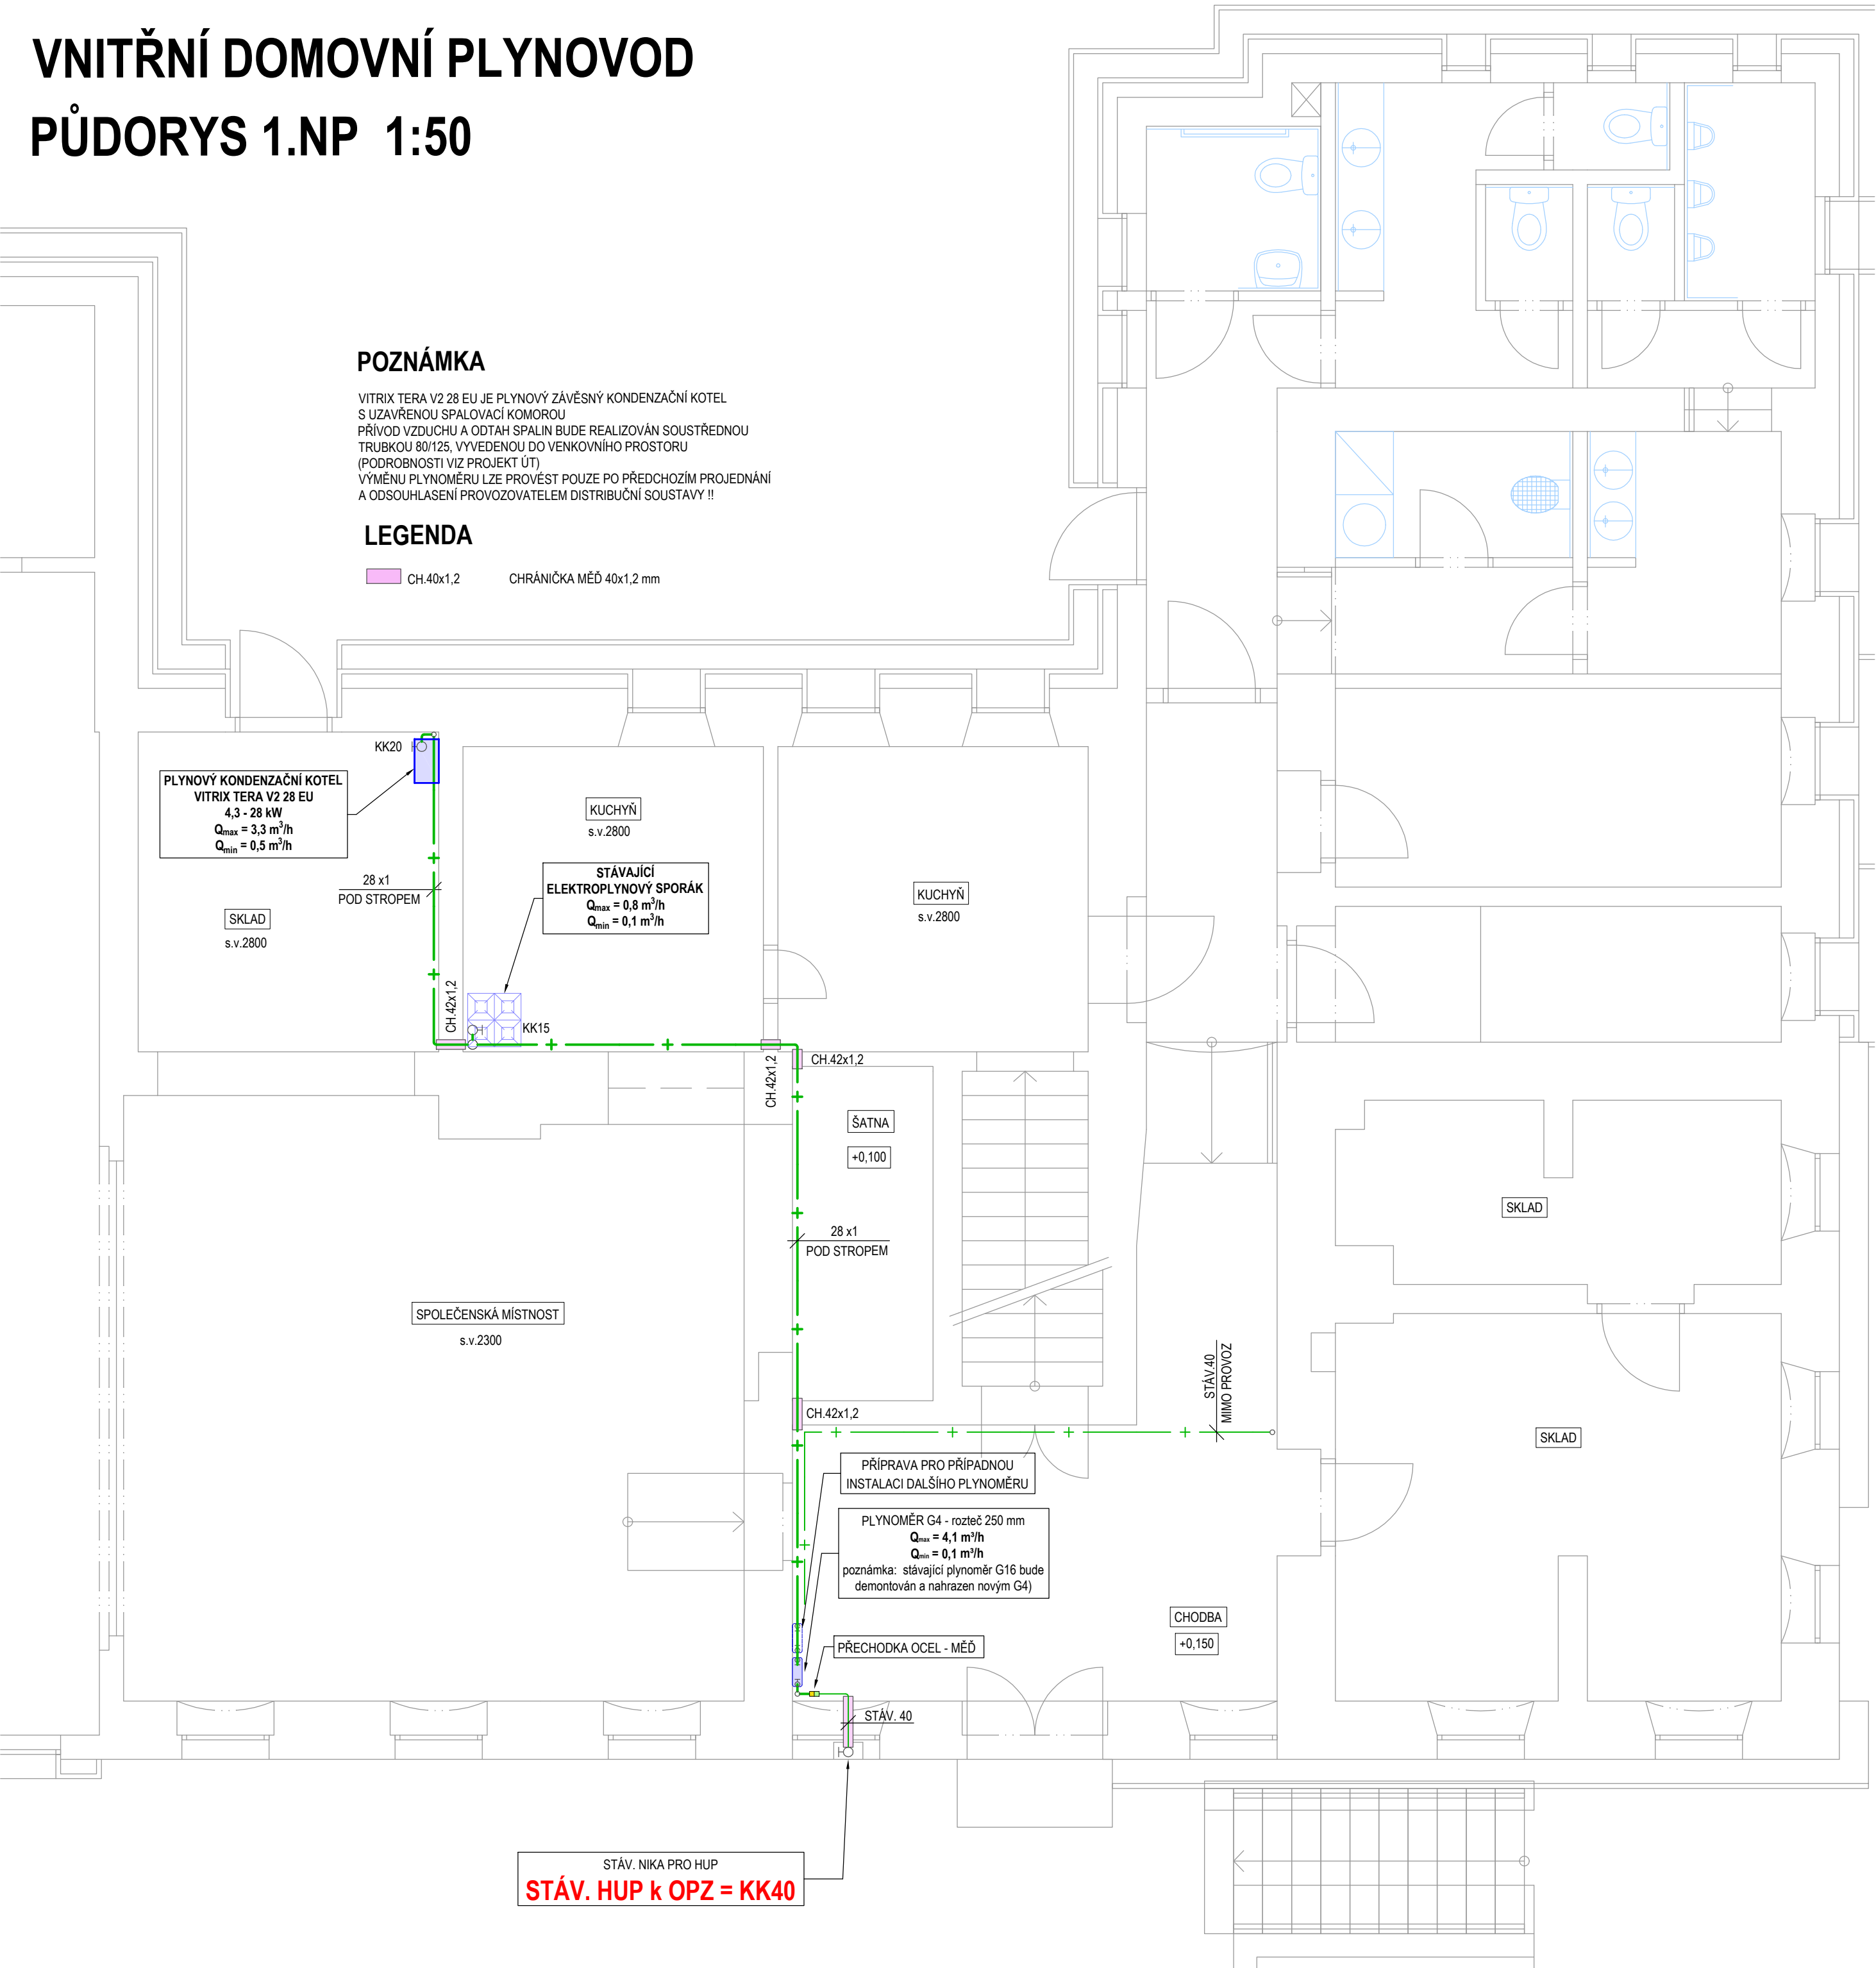 VNITŘNÍ DOMOVNÍ PLYNOVOD
PŮDORYS 1.NP 1:50
POZNÁMKA
VITRIX TERA V2 28 EU JE PLYNOVÝ ZÁVĚSNÝ KONDENZAČNÍ KOTEL
S UZAVŘENOU SPALOVACÍ KOMOROU
PŘÍVOD VZDUCHU A ODTAH SPALIN BUDE REALIZOVÁN SOUSTŘEDNOU
TRUBKOU 80/125, VYVEDENOU DO VENKOVNÍHO PROSTORU
(PODROBNOSTI VIZ PROJEKT ÚT)
VÝMĚNU PLYNOMĚRU LZE PROVÉST POUZE PO PŘEDCHOZÍM PROJEDNÁNÍ
A ODSOUHLASENÍ PROVOZOVATELEM DISTRIBUČNÍ SOUSTAVY !!
LEGENDA
CH.40x1,2 CHRÁNIČKA MĚĎ 40x1,2 mm
KK20
PLYNOVÝ KONDENZAČNÍ KOTEL
VITRIX TERA V2 28 EU
4,3 - 28 kW
Qmax = 3,3 m³/h
Qmin = 0,5 m³/h
KUCHYŇ
s.v.2800
STÁVAJÍCÍ
ELEKTROPLYNOVÝ SPORÁK
Qmax = 0,8 m³/h
Qmin = 0,1 m³/h
28 x1
POD STROPEM
KUCHYŇ
s.v.2800
SKLAD
s.v.2800
CH.42x1,2
KK15
CH.42x1,2
CH.42x1,2
ŠATNA
+0,100
SKLAD
28 x1
POD STROPEM
SPOLEČENSKÁ MÍSTNOST
s.v.2300
STÁV.40
MIMO PROVOZ
CH.42x1,2
SKLAD
PŘÍPRAVA PRO PŘÍPADNOU
INSTALACI DALŠÍHO PLYNOMĚRU
PLYNOMĚR G4 - rozteč 250 mm
Qmax = 4,1 m³/h
Qmin = 0,1 m³/h
poznámka: stávající plynoměr G16 bude
demontován a nahrazen novým G4)
CHODBA
+0,150
PŘECHODKA OCEL - MĚĎ
STÁV. 40
STÁV. NIKA PRO HUP
STÁV. HUP k OPZ = KK40